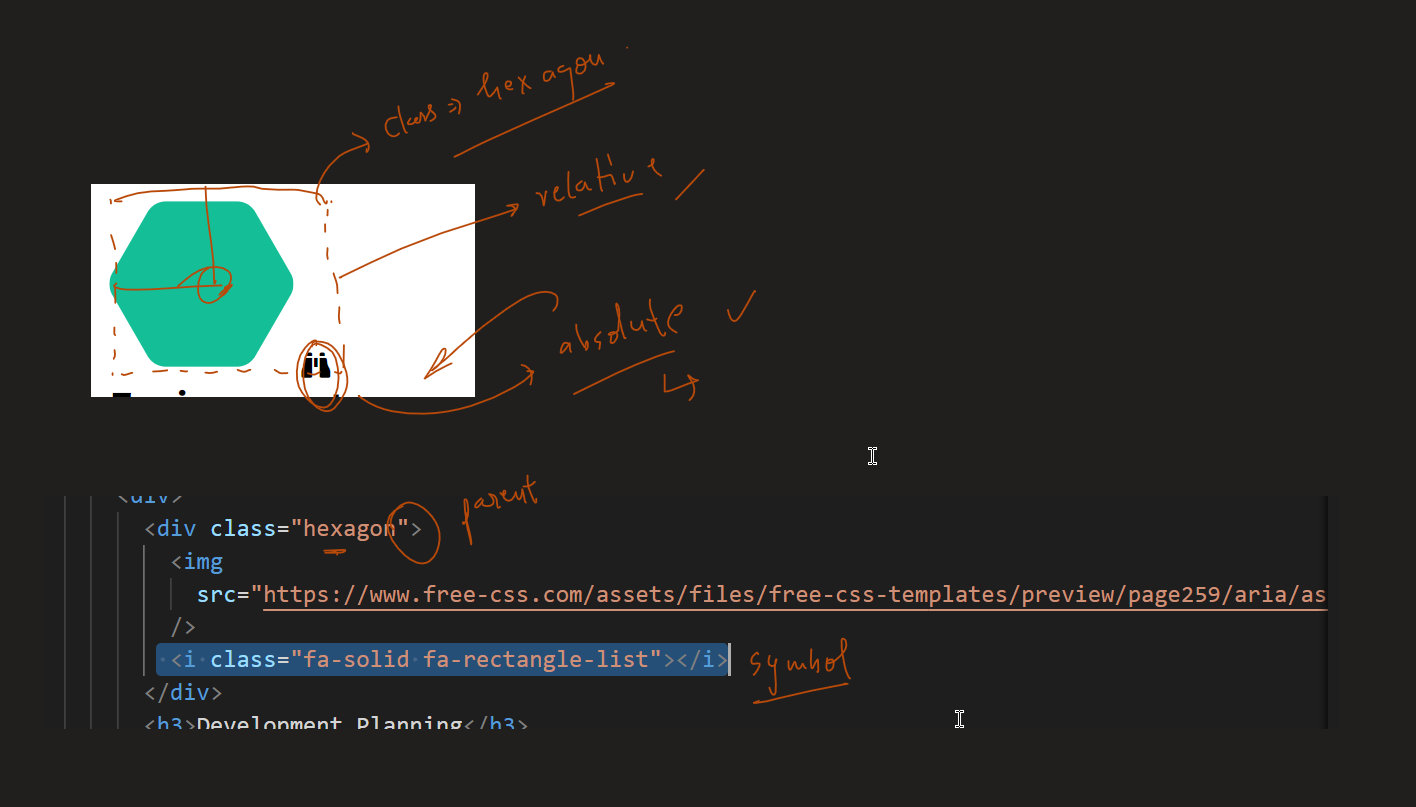 class => hexagon
relative
absolute
parent
<div>
<div class="hexagon">
<img
src="https://www.free-css.com/assets/files/free-css-templates/preview/page259/aria/as
/>
<i class="fa-solid fa-rectangle-list"></i>
symbol
</div>
<h3>Development Planning</h3>